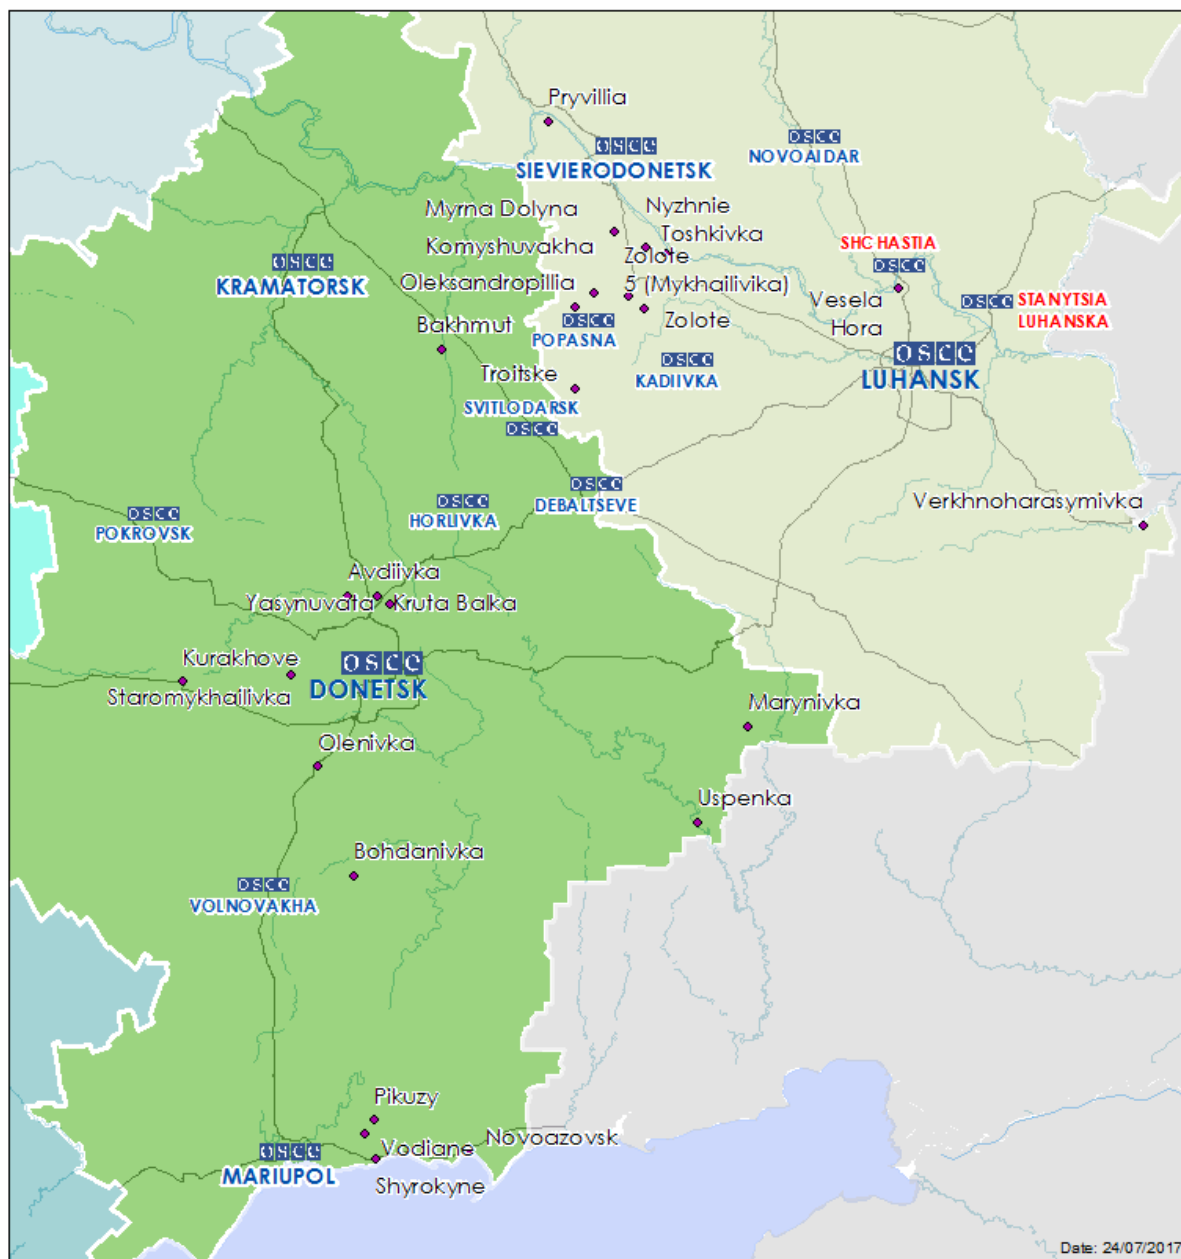 Pryvillia
OSCE
SIEVIERODONETSK
OSCE
NOVOAIDAR
Myrna Dolyna
Nyzhnie
Komyshuvakha
Toshkivka
Zolote
5 (Mykhailivika)
Oleksandropillia
OSCE
KRAMATORSK
SHCHASTIA
OSCE
Vesela
Hora
OSCE
STANYTSIA
LUHANSKA
OSCE
POPASNA
Zolote
Bakhmut
OSCE
KADIIVKA
OSCE
LUHANSK
Troitske
SVITLODARSK
OSCE
OSCE
DEBALTSEVE
OSCE
HORLIVKA
OSCE
POKROVSK
Verkhnoharasymivka
Avdiivka
Yasynuvata
Kruta Balka
Kurakhove
Staromykhailivka
OSCE
DONETSK
Marynivka
Olenivka
Uspenka
Bohdanivka
OSCE
VOLNOVAKHA
Pikuzy
Vodiane
Novoazovsk
OSCE
MARIUPOL
Shyrokyne
Date: 24/07/2017